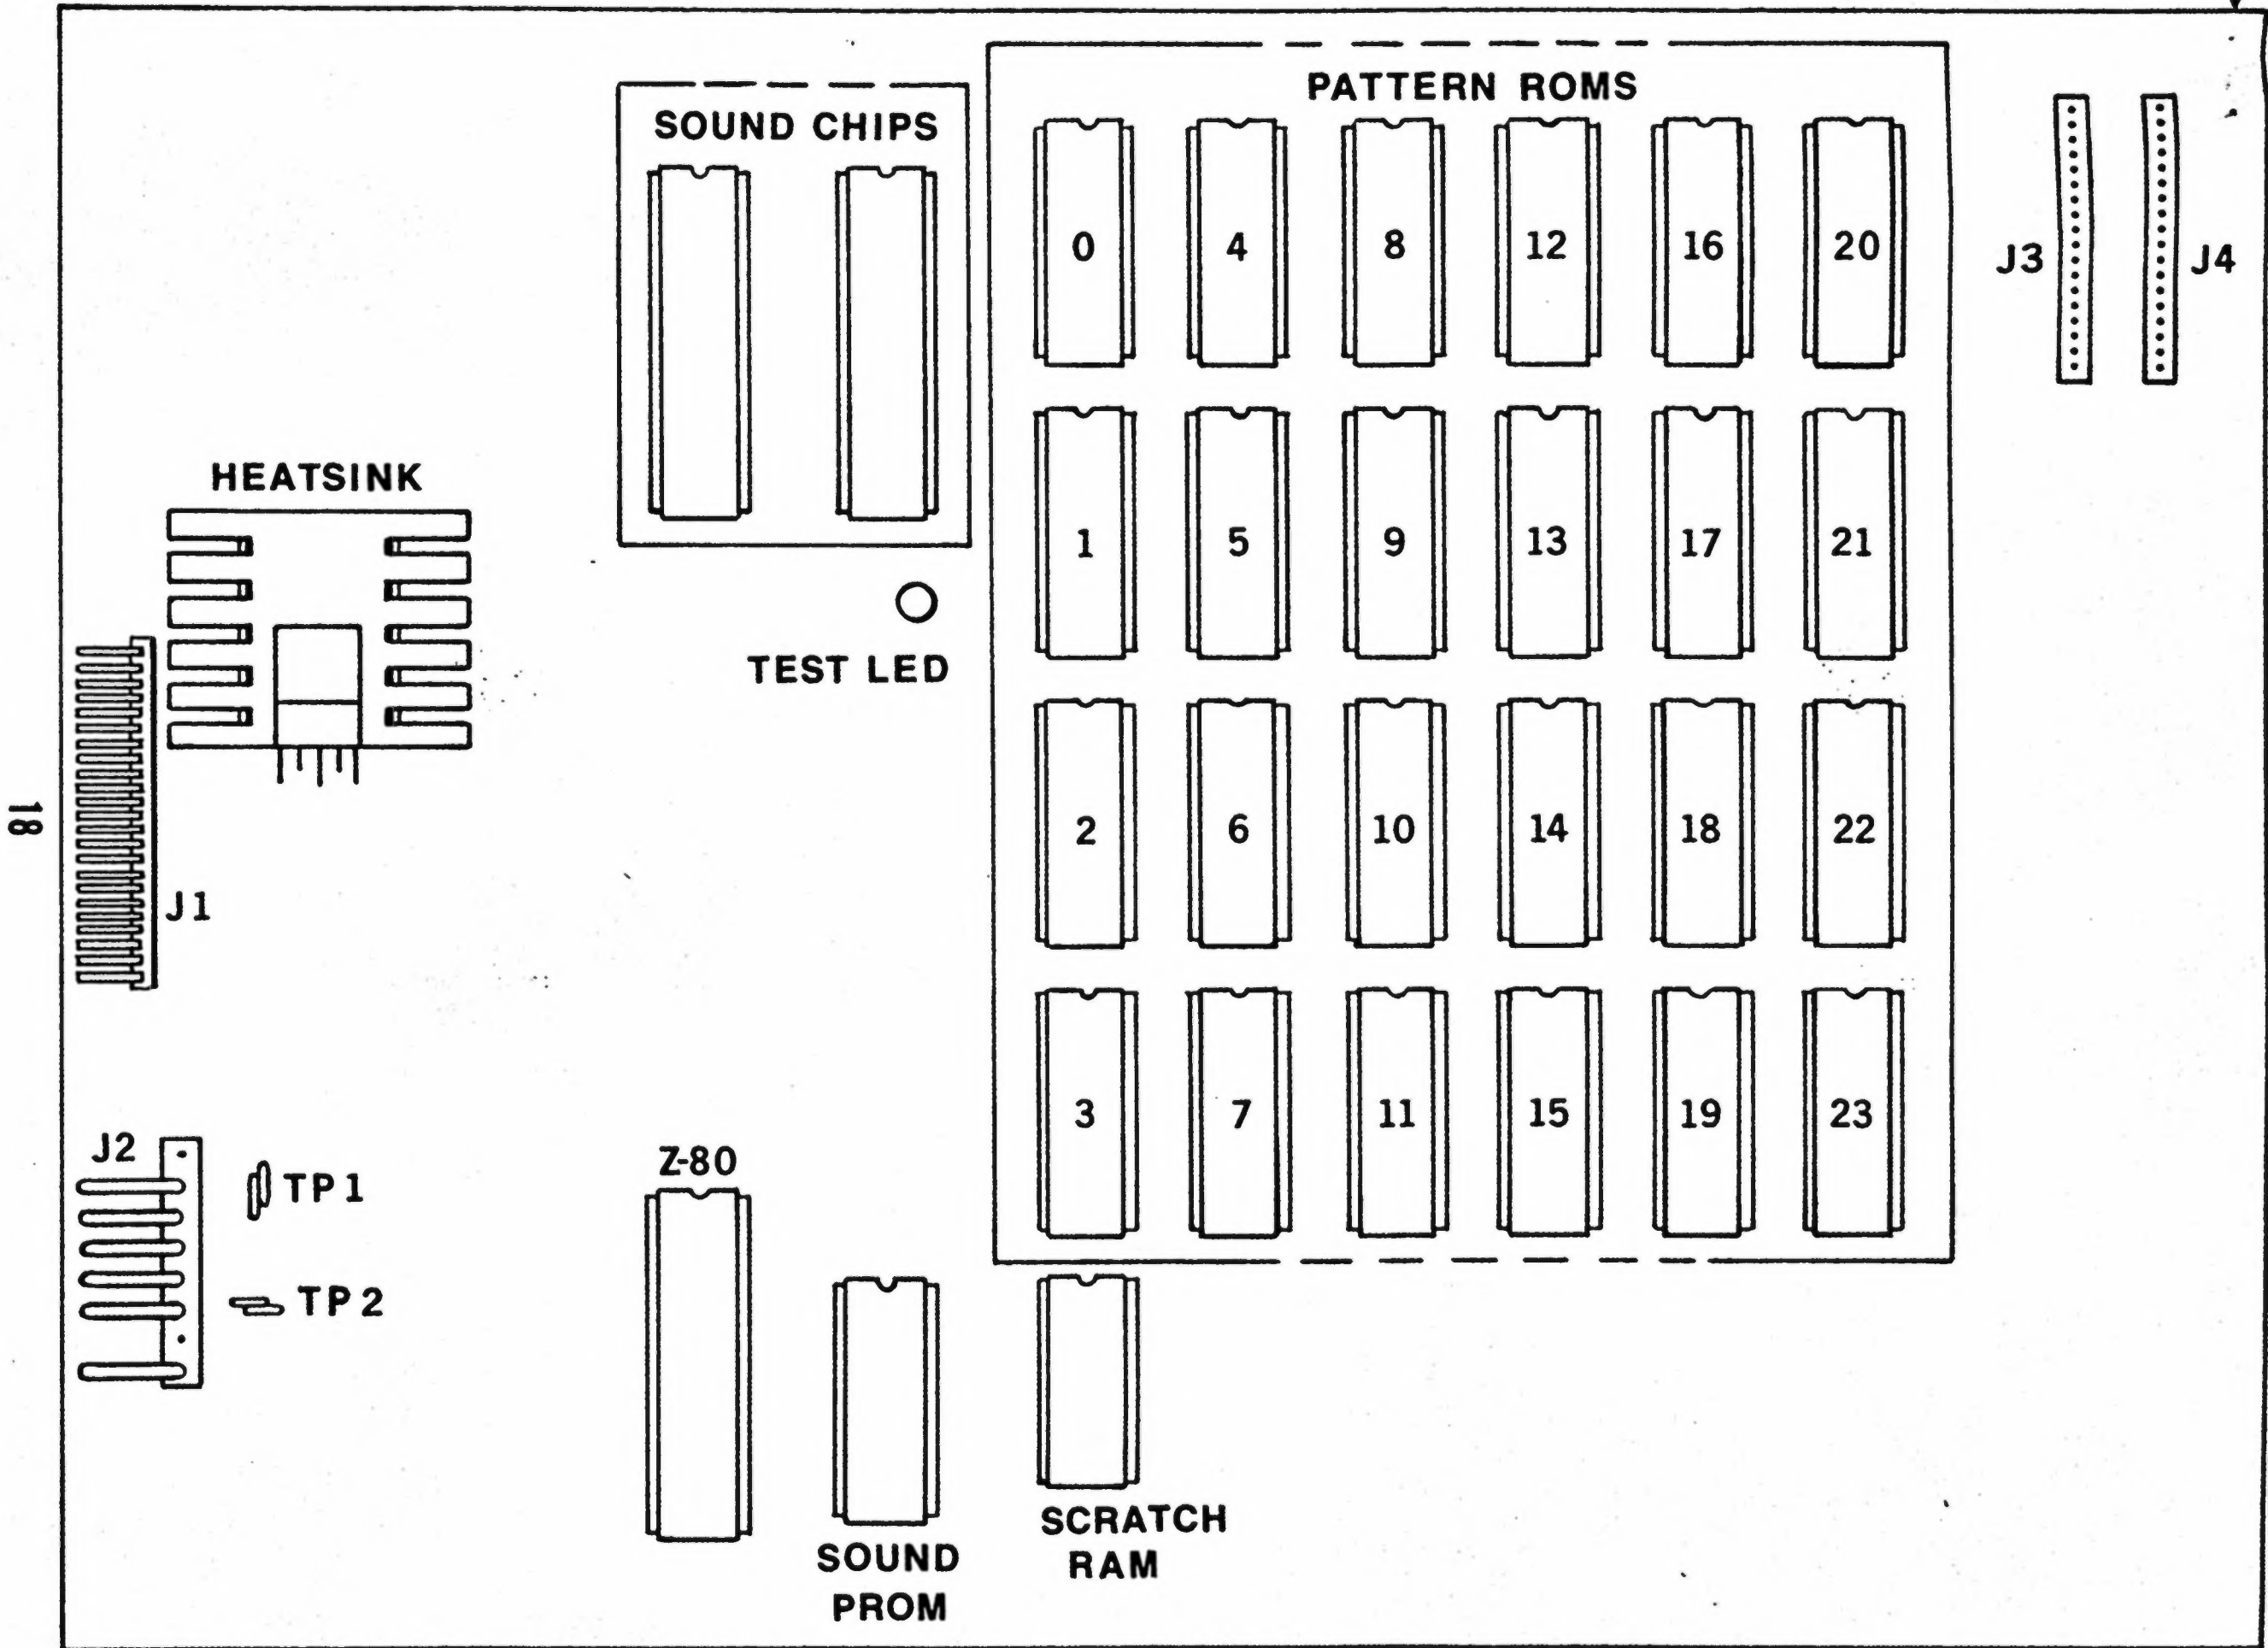 PATTERN ROMS
SOUND CHIPS
0 4 8 12 16 20
J3
J4
HEATSINK
1 5 9 13 17 21
TEST LED
18
2 6 10 14 18 22
J1
3 7 11 15 19 23
J2
TP1
Z-80
TP2
SCRATCH
RAM
SOUND
PROM